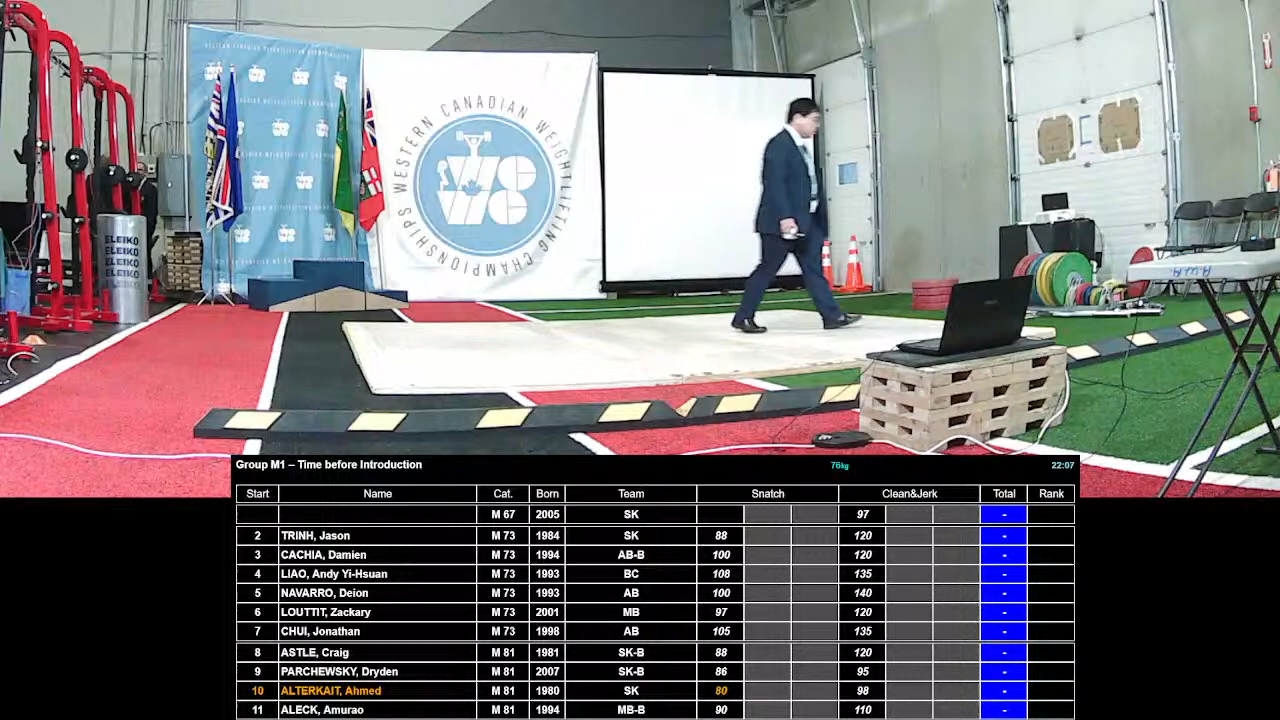 WESTERN CANADIAN WEIGHTLIFTING CHAMPIONSHIPS
WC
WC
ELEIKO
ELEIKO
ELEIKO
ELEIKO
Group M1 – Time before Introduction 76kg 22:07
Start Name Cat. Born Team Snatch Clean&Jerk Total Rank
M 67 2005 SK 97 -
2 TRINH, Jason M 73 1984 SK 88 120 -
3 CACHIA, Damien M 73 1994 AB-B 100 120 -
4 LIAO, Andy Yi-Hsuan M 73 1993 BC 108 135 -
5 NAVARRO, Deion M 73 1993 AB 100 140 -
6 LOUTTIT, Zackary M 73 2001 MB 97 120 -
7 CHUI, Jonathan M 73 1998 AB 105 135 -
8 ASTLE, Craig M 81 1981 SK-B 88 120 -
9 PARCHEWSKY, Dryden M 81 2007 SK-B 86 95 -
10 ALTERKAIT, Ahmed M 81 1980 SK 80 98 -
11 ALECK, Amurao M 81 1994 MB-B 90 110 -